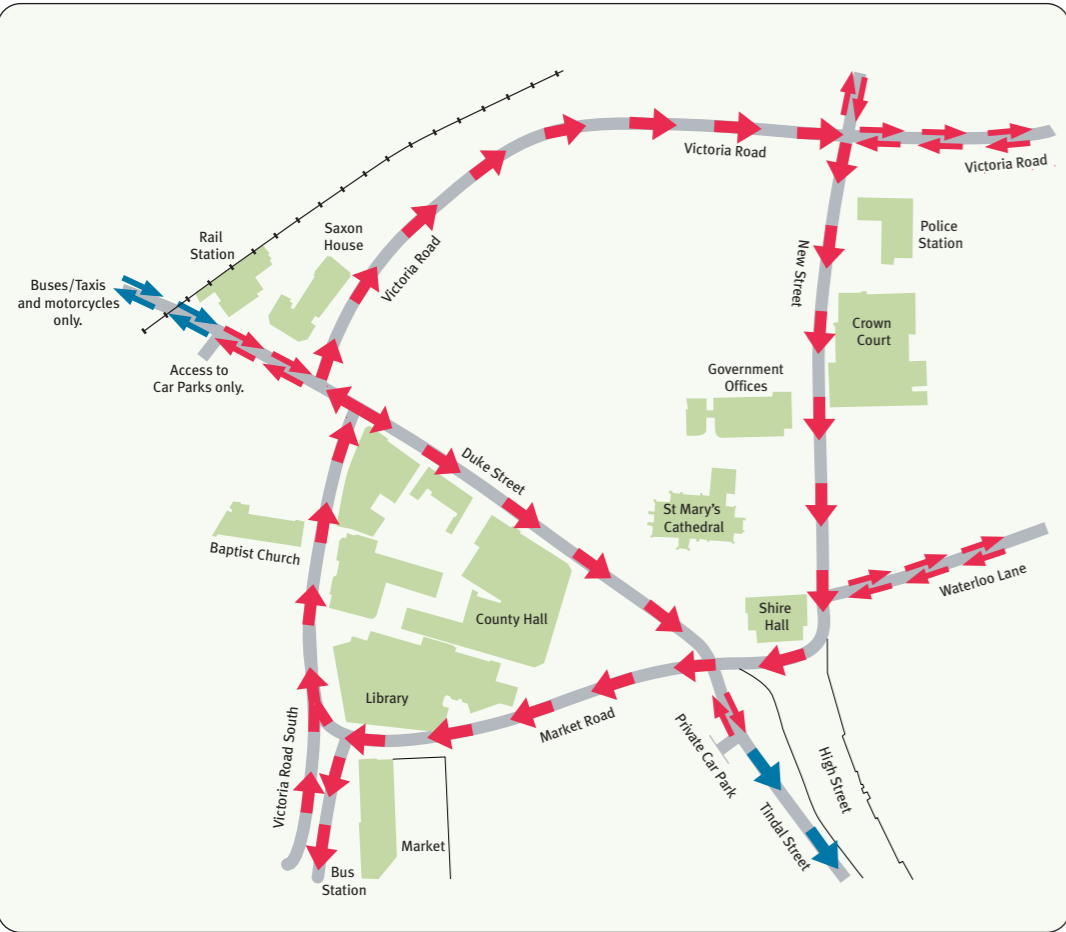 Victoria Road
Victoria Road
Police
Station
Saxon
House
Rail
Station
Victoria Road
New Street
Buses/Taxis
and motorcycles
only.
Crown
Court
Access to
Car Parks only.
Government
Offices
Duke Street
St Mary's
Cathedral
Baptist Church
Waterloo Lane
Shire
Hall
County Hall
Library
Market Road
Victoria Road South
Private Car Park
High Street
Tindal Street
Market
Bus
Station